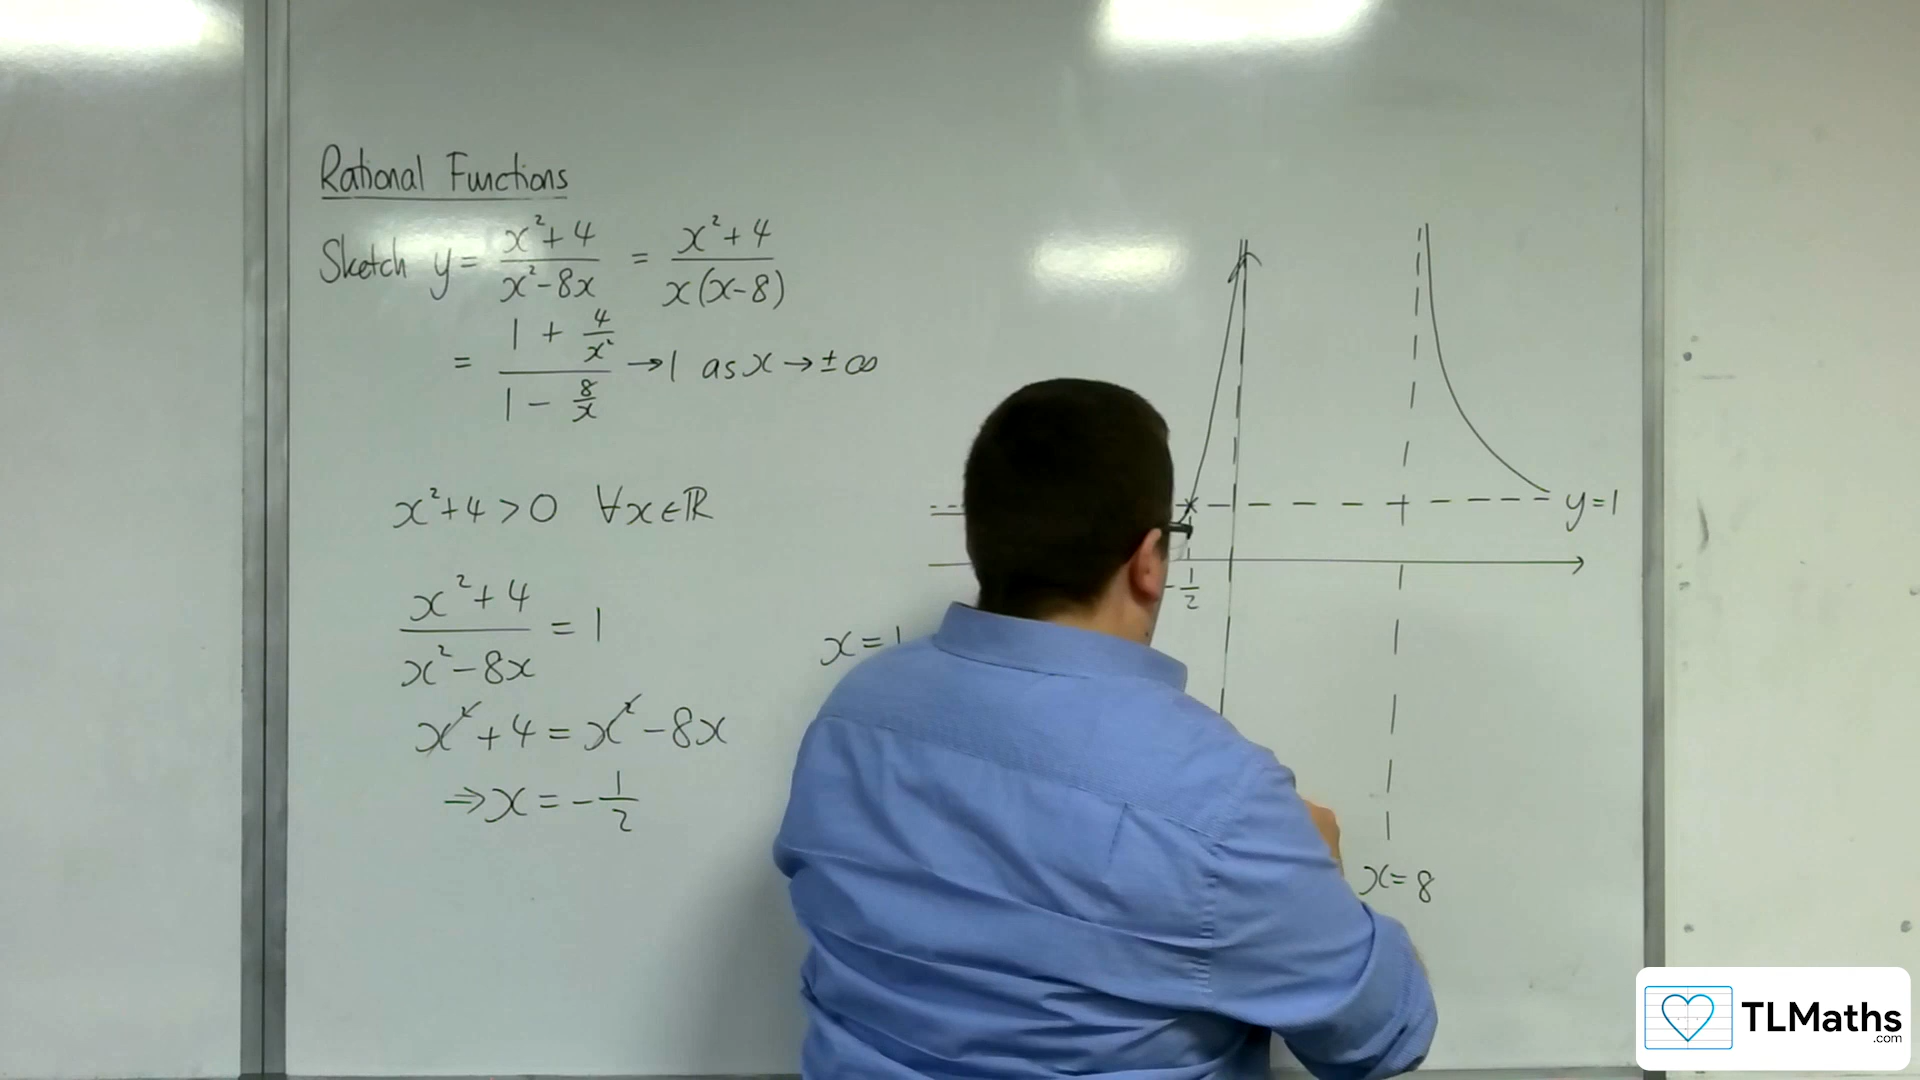 Rational Functions
Sketch y = x²+4 / x²-8x = x²+4 / x(x-8)
= 1 + 4/x² / 1 - 8/x → 1 as x → ± ∞
x²+4 > 0 ∀x∈ℝ
x²+4 / x²-8x = 1
x²+4 = x²-8x
⇒ x = -1/2
x = 1
y=1
-1/2
x=8
TLMaths
.com